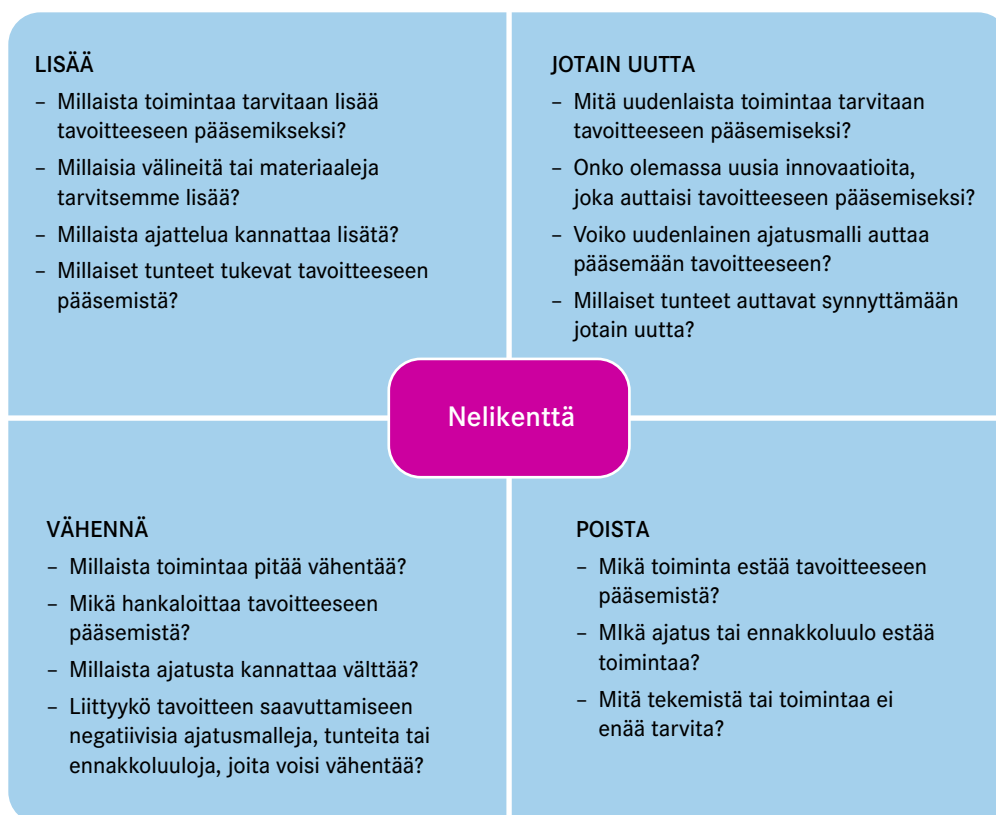 LISÄÄ
– Millaista toimintaa tarvitaan lisää
tavoitteeseen pääsemikseksi?
– Millaisia välineitä tai materiaaleja
tarvitsemme lisää?
– Millaista ajattelua kannattaa lisätä?
– Millaiset tunteet tukevat tavoitteeseen
pääsemistä?
JOTAIN UUTTA
– Mitä uudenlaista toimintaa tarvitaan
tavoitteeseen pääsemiseksi?
– Onko olemassa uusia innovaatioita,
joka auttaisi tavoitteeseen pääsemiseksi?
– Voiko uudenlainen ajatusmalli auttaa
pääsemään tavoitteeseen?
– Millaiset tunteet auttavat synnyttämään
jotain uutta?
Nelikenttä
VÄHENNÄ
– Millaista toimintaa pitää vähentää?
– Mikä hankaloittaa tavoitteeseen
pääsemistä?
– Millaista ajatusta kannattaa välttää?
– Liittyykö tavoitteen saavuttamiseen
negatiivisia ajatusmalleja, tunteita tai
ennakkoluuloja, joita voisi vähentää?
POISTA
– Mikä toiminta estää tavoitteeseen
pääsemistä?
– MIkä ajatus tai ennakkoluulo estää
toimintaa?
– Mitä tekemistä tai toimintaa ei
enää tarvita?